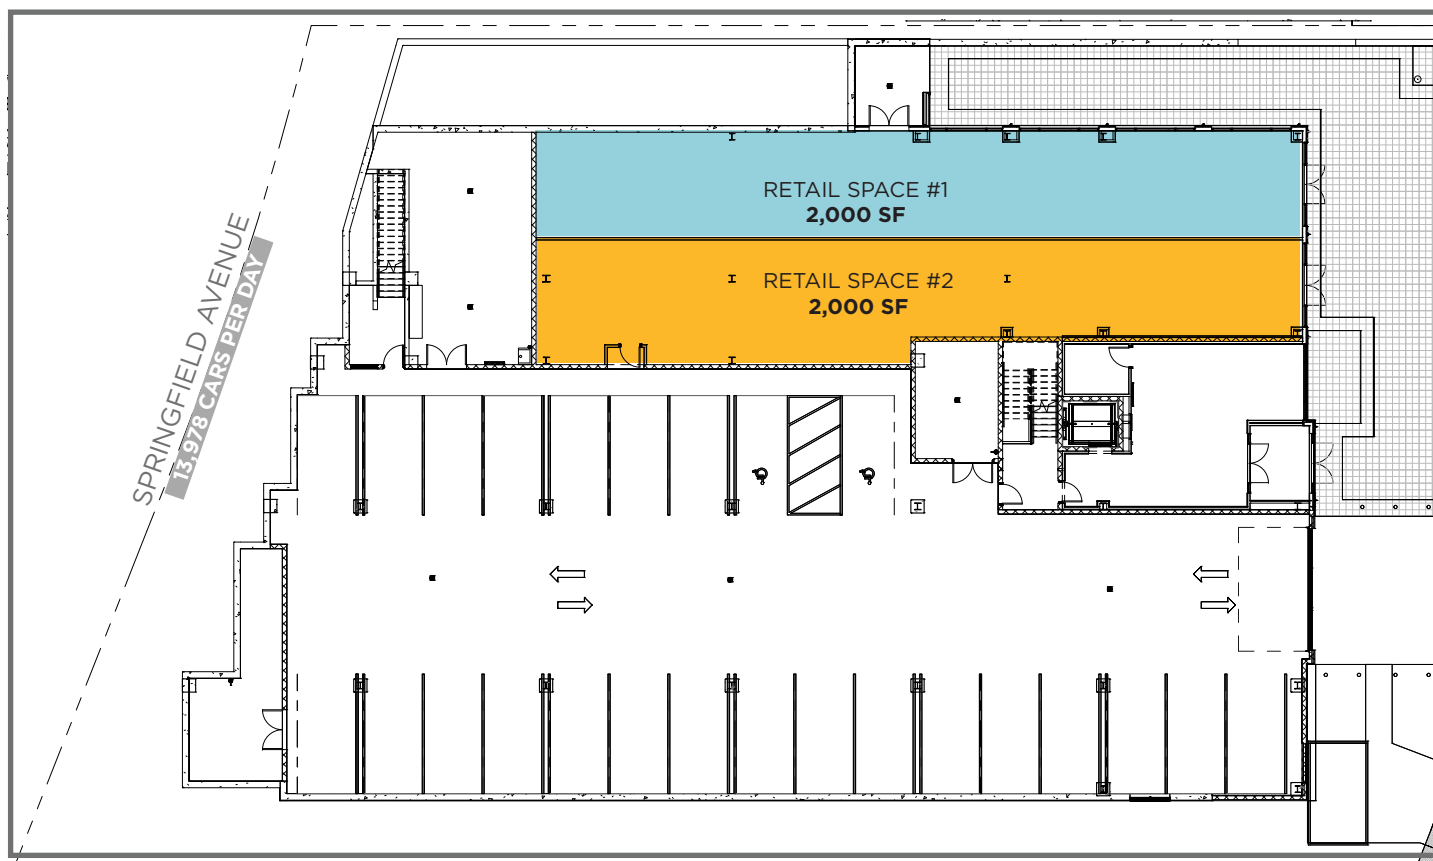 RETAIL SPACE #1
2,000 SF
RETAIL SPACE #2
2,000 SF
SPRINGFIELD AVENUE
13,978 CARS PER DAY